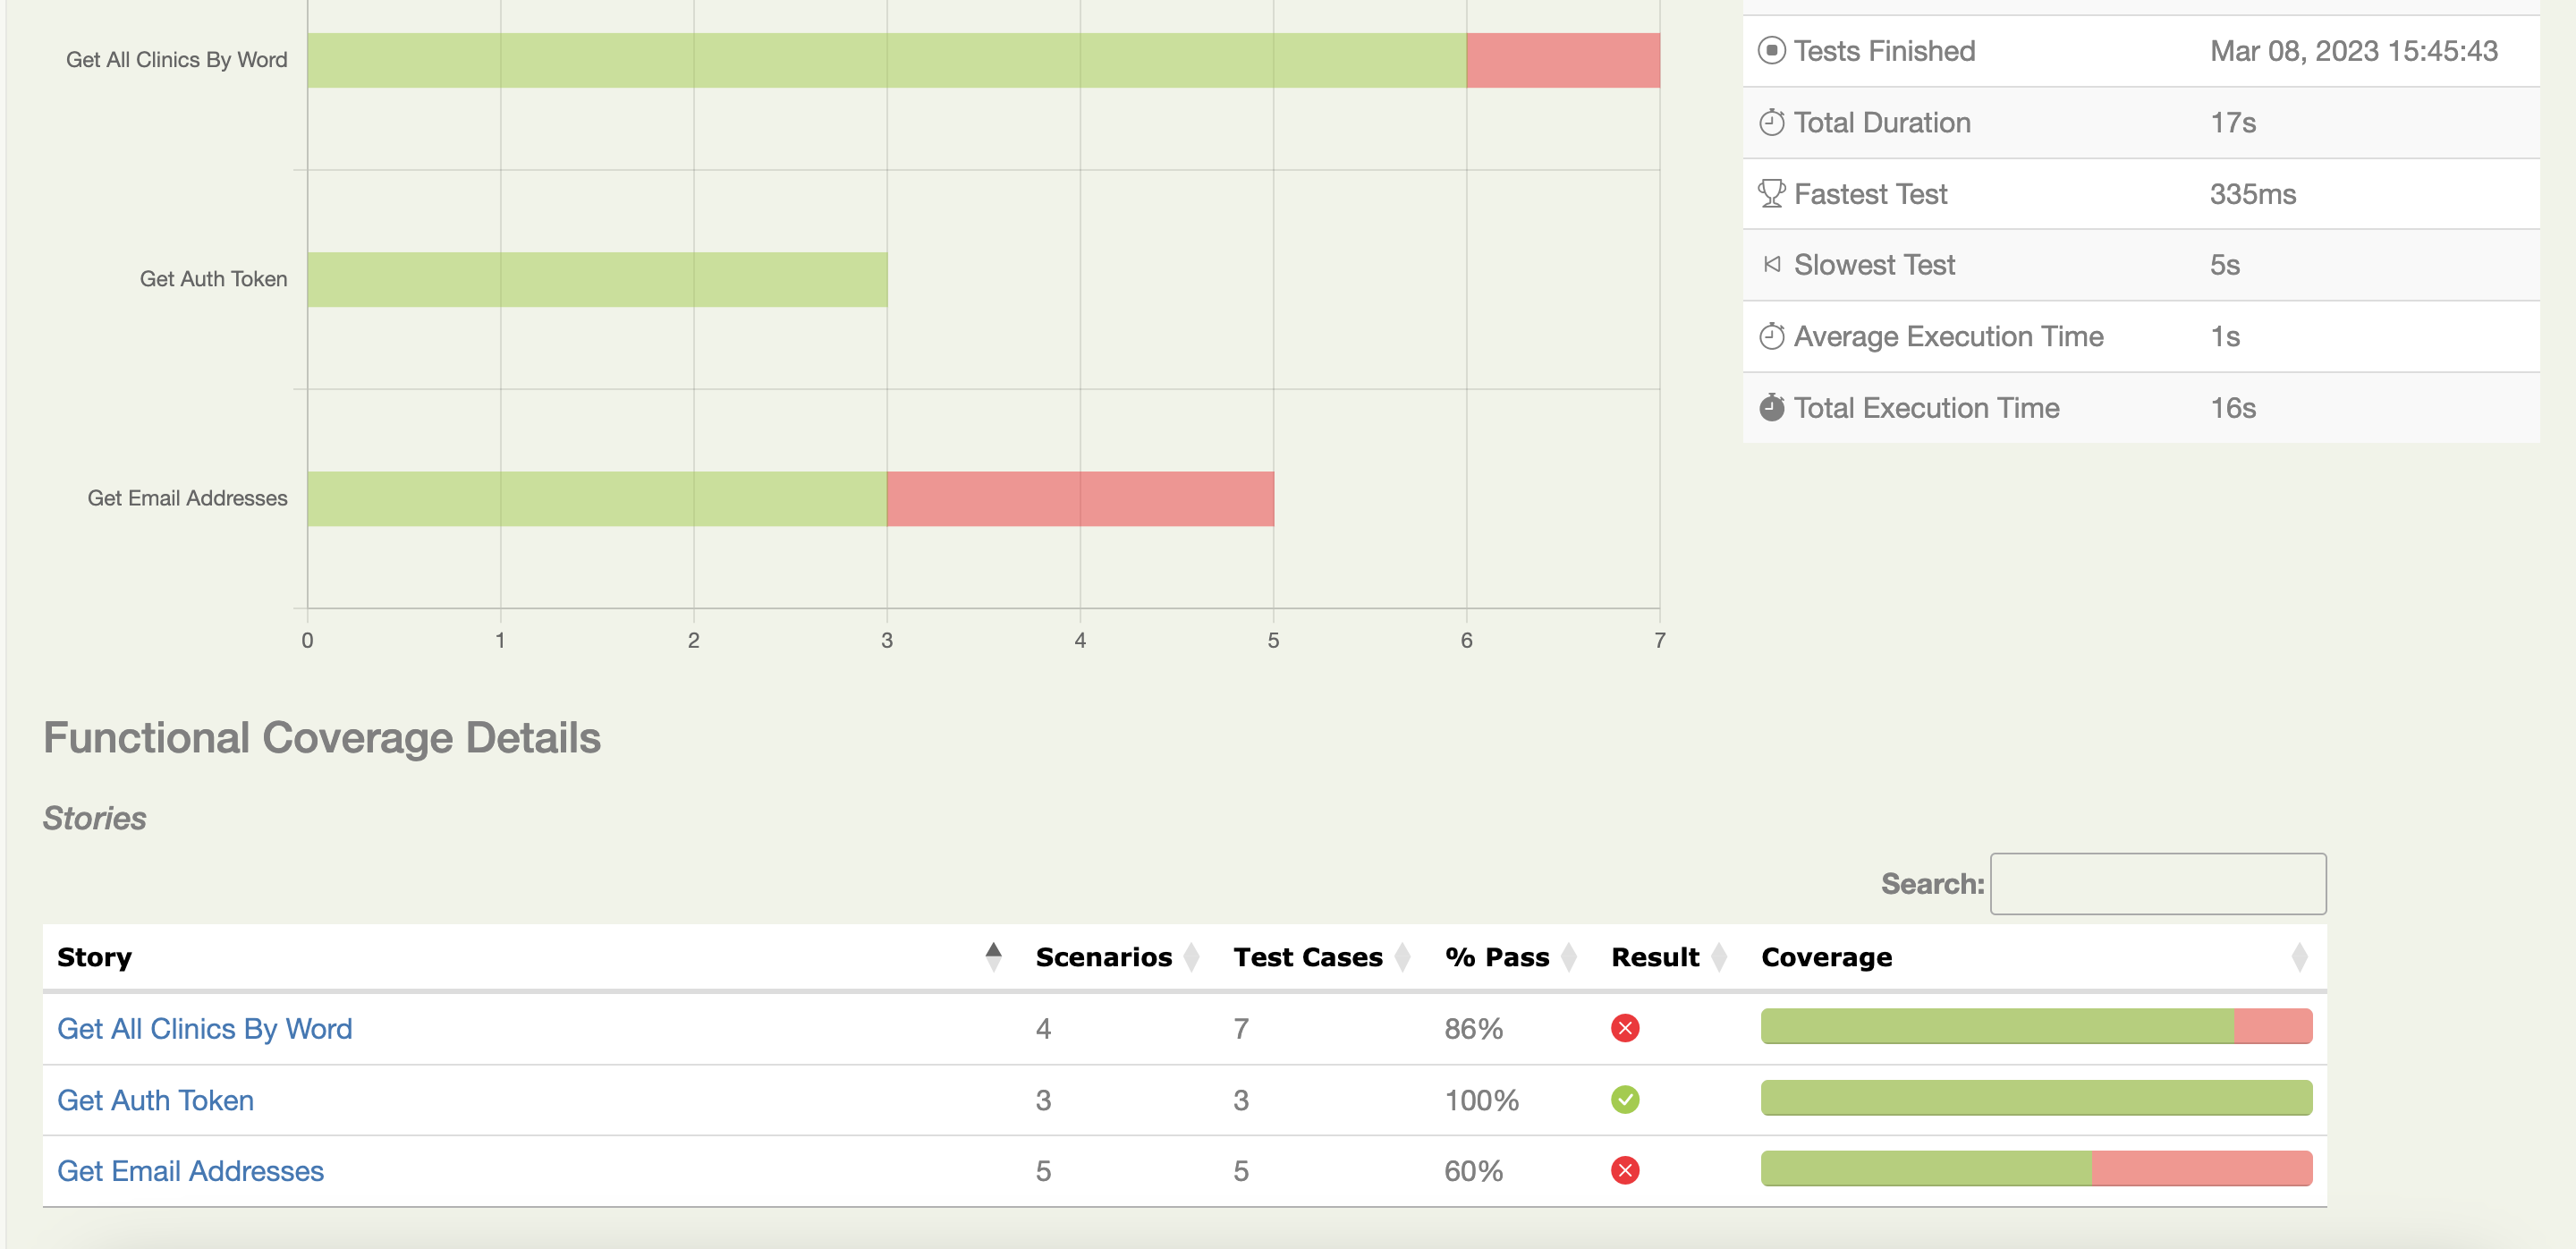 Get All Clinics By Word
Get Auth Token
Get Email Addresses
0 1 2 3 4 5 6 7
Tests Finished Mar 08, 2023 15:45:43
Total Duration 17s
Fastest Test 335ms
Slowest Test 5s
Average Execution Time 1s
Total Execution Time 16s
Functional Coverage Details
Stories
Search:
Story Scenarios Test Cases % Pass Result Coverage
Get All Clinics By Word 4 7 86%
Get Auth Token 3 3 100%
Get Email Addresses 5 5 60%